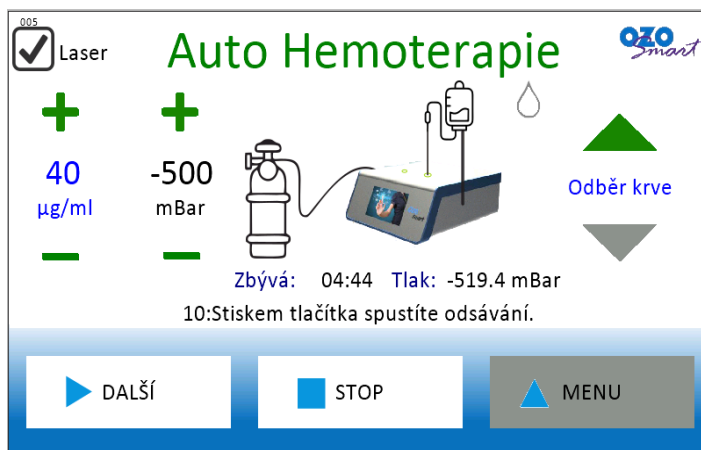 005
Laser
Auto Hemoterapie
OZO
Smart
40
µg/ml
-500
mBar
Odběr krve
Zbývá: 04:44 Tlak: -519.4 mBar
10:Stiskem tlačítka spustíte odsávání.
DALŠÍ
STOP
MENU